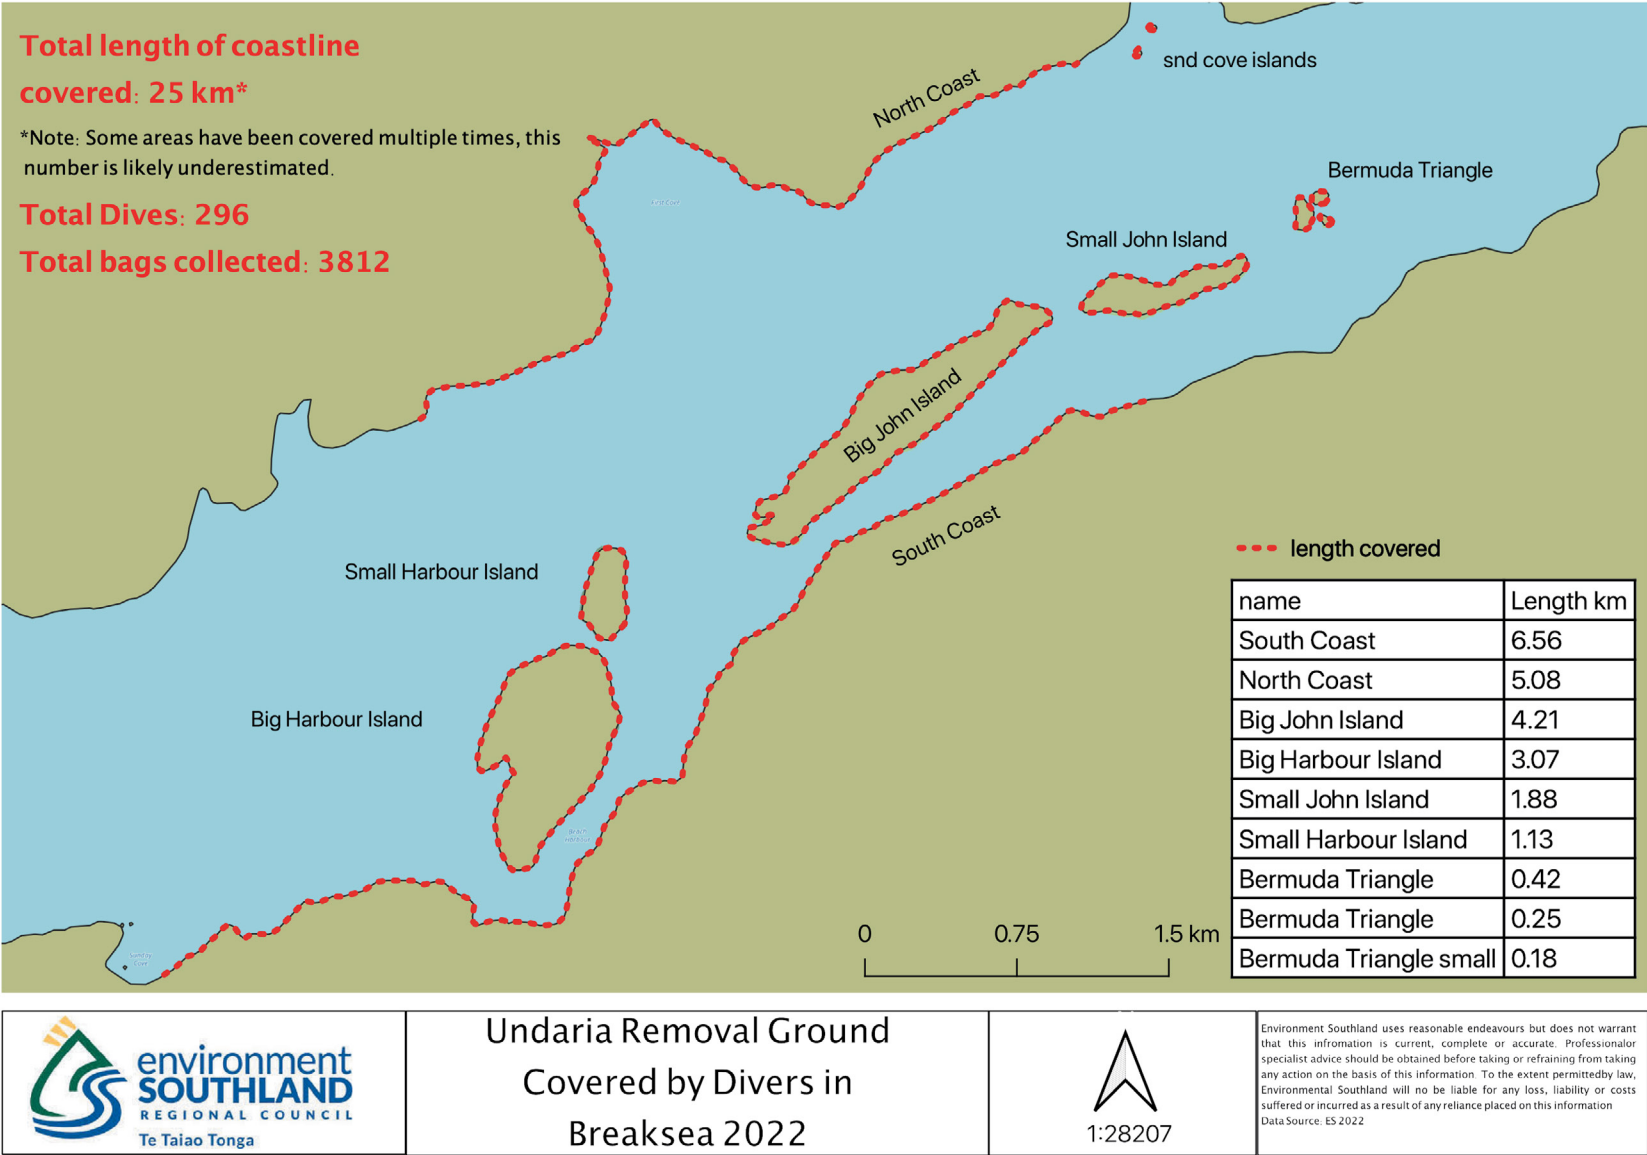 Total length of coastline
covered: 25 km*
*Note: Some areas have been covered multiple times, this
number is likely underestimated.
Total Dives: 296
Total bags collected: 3812
North Coast
snd cove islands
Bermuda Triangle
Small John Island
Big John Island
South Coast
Small Harbour Island
Big Harbour Island
Beach
Harbour
Sunday
Cove
length covered
name Length km
South Coast 6.56
North Coast 5.08
Big John Island 4.21
Big Harbour Island 3.07
Small John Island 1.88
Small Harbour Island 1.13
Bermuda Triangle 0.42
Bermuda Triangle 0.25
Bermuda Triangle small 0.18
0 0.75 1.5 km
environment
SOUTHLAND
REGIONAL COUNCIL
Te Taiao Tonga
Undaria Removal Ground
Covered by Divers in
Breaksea 2022
1:28207
Environment Southland uses reasonable endeavours but does not warrant
that this infromation is current, complete or accurate. Professionalor
specialist advice should be obtained before taking or refraining from taking
any action on the basis of this information. To the extent permittedby law,
Environmental Southland will no be liable for any loss, liability or costs
suffered or incurred as a result of any reliance placed on this information
Data Source: ES 2022